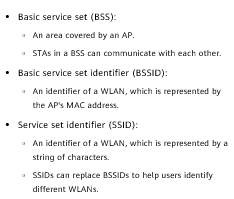 • Basic service set (BSS):
▫ An area covered by an AP.
▫ STAs in a BSS can communicate with each other.
• Basic service set identifier (BSSID):
▫ An identifier of a WLAN, which is represented by
the AP's MAC address.
• Service set identifier (SSID):
▫ An identifier of a WLAN, which is represented by a
string of characters.
▫ SSIDs can replace BSSIDs to help users identify
different WLANs.